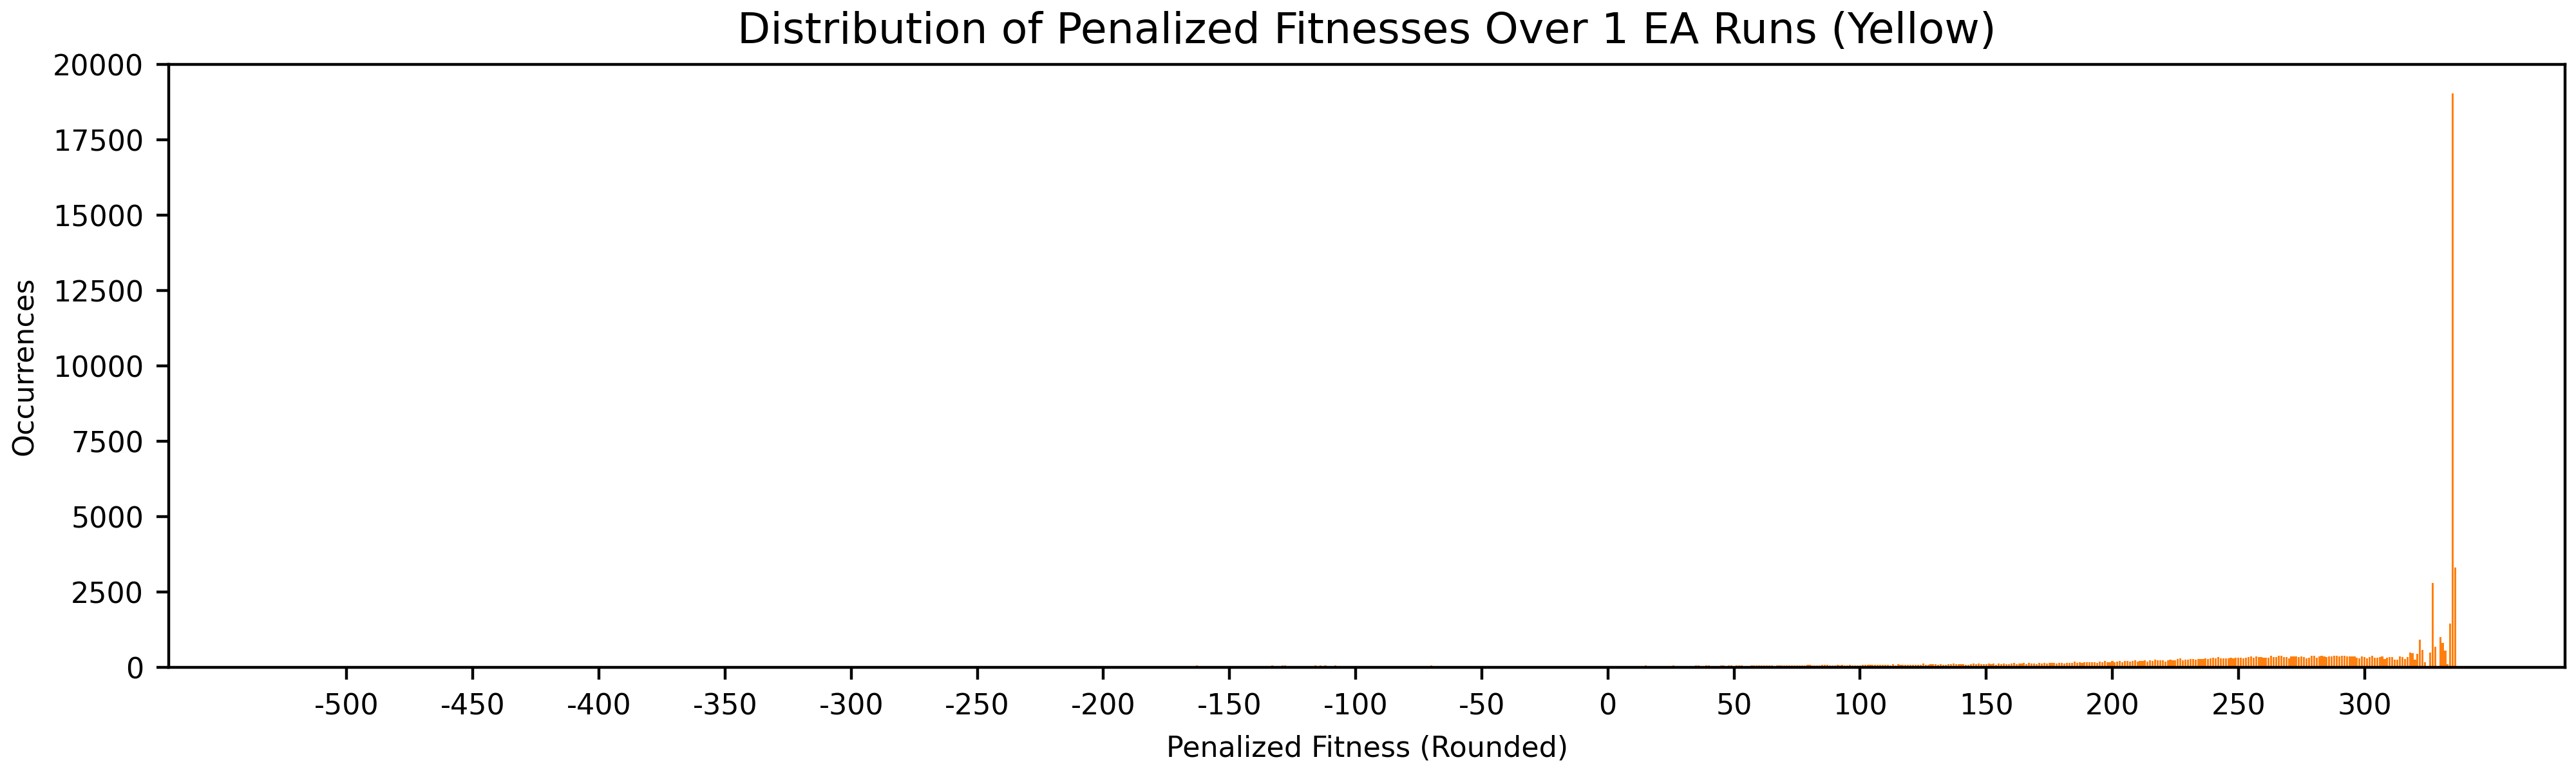 Distribution of Penalized Fitnesses Over 1 EA Runs (Yellow)
20000
17500
15000
12500
10000
7500
5000
2500
0
Occurrences
-500 -450 -400 -350 -300 -250 -200 -150 -100 -50 0 50 100 150 200 250 300
Penalized Fitness (Rounded)